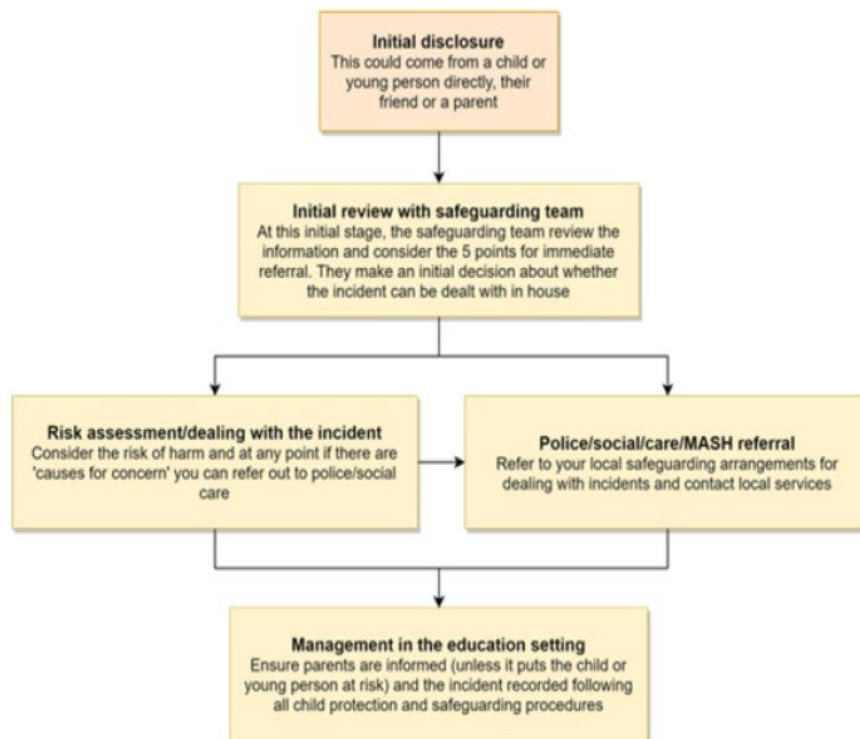 Initial disclosure
This could come from a child or
young person directly, their
friend or a parent
Initial review with safeguarding team
At this initial stage, the safeguarding team review the
information and consider the 5 points for immediate
referral. They make an initial decision about whether
the incident can be dealt with in house
Risk assessment/dealing with the incident
Consider the risk of harm and at any point if there are
'causes for concern' you can refer out to police/social
care
Police/social/care/MASH referral
Refer to your local safeguarding arrangements for
dealing with incidents and contact local services
Management in the education setting
Ensure parents are informed (unless it puts the child or
young person at risk) and the incident recorded following
all child protection and safeguarding procedures